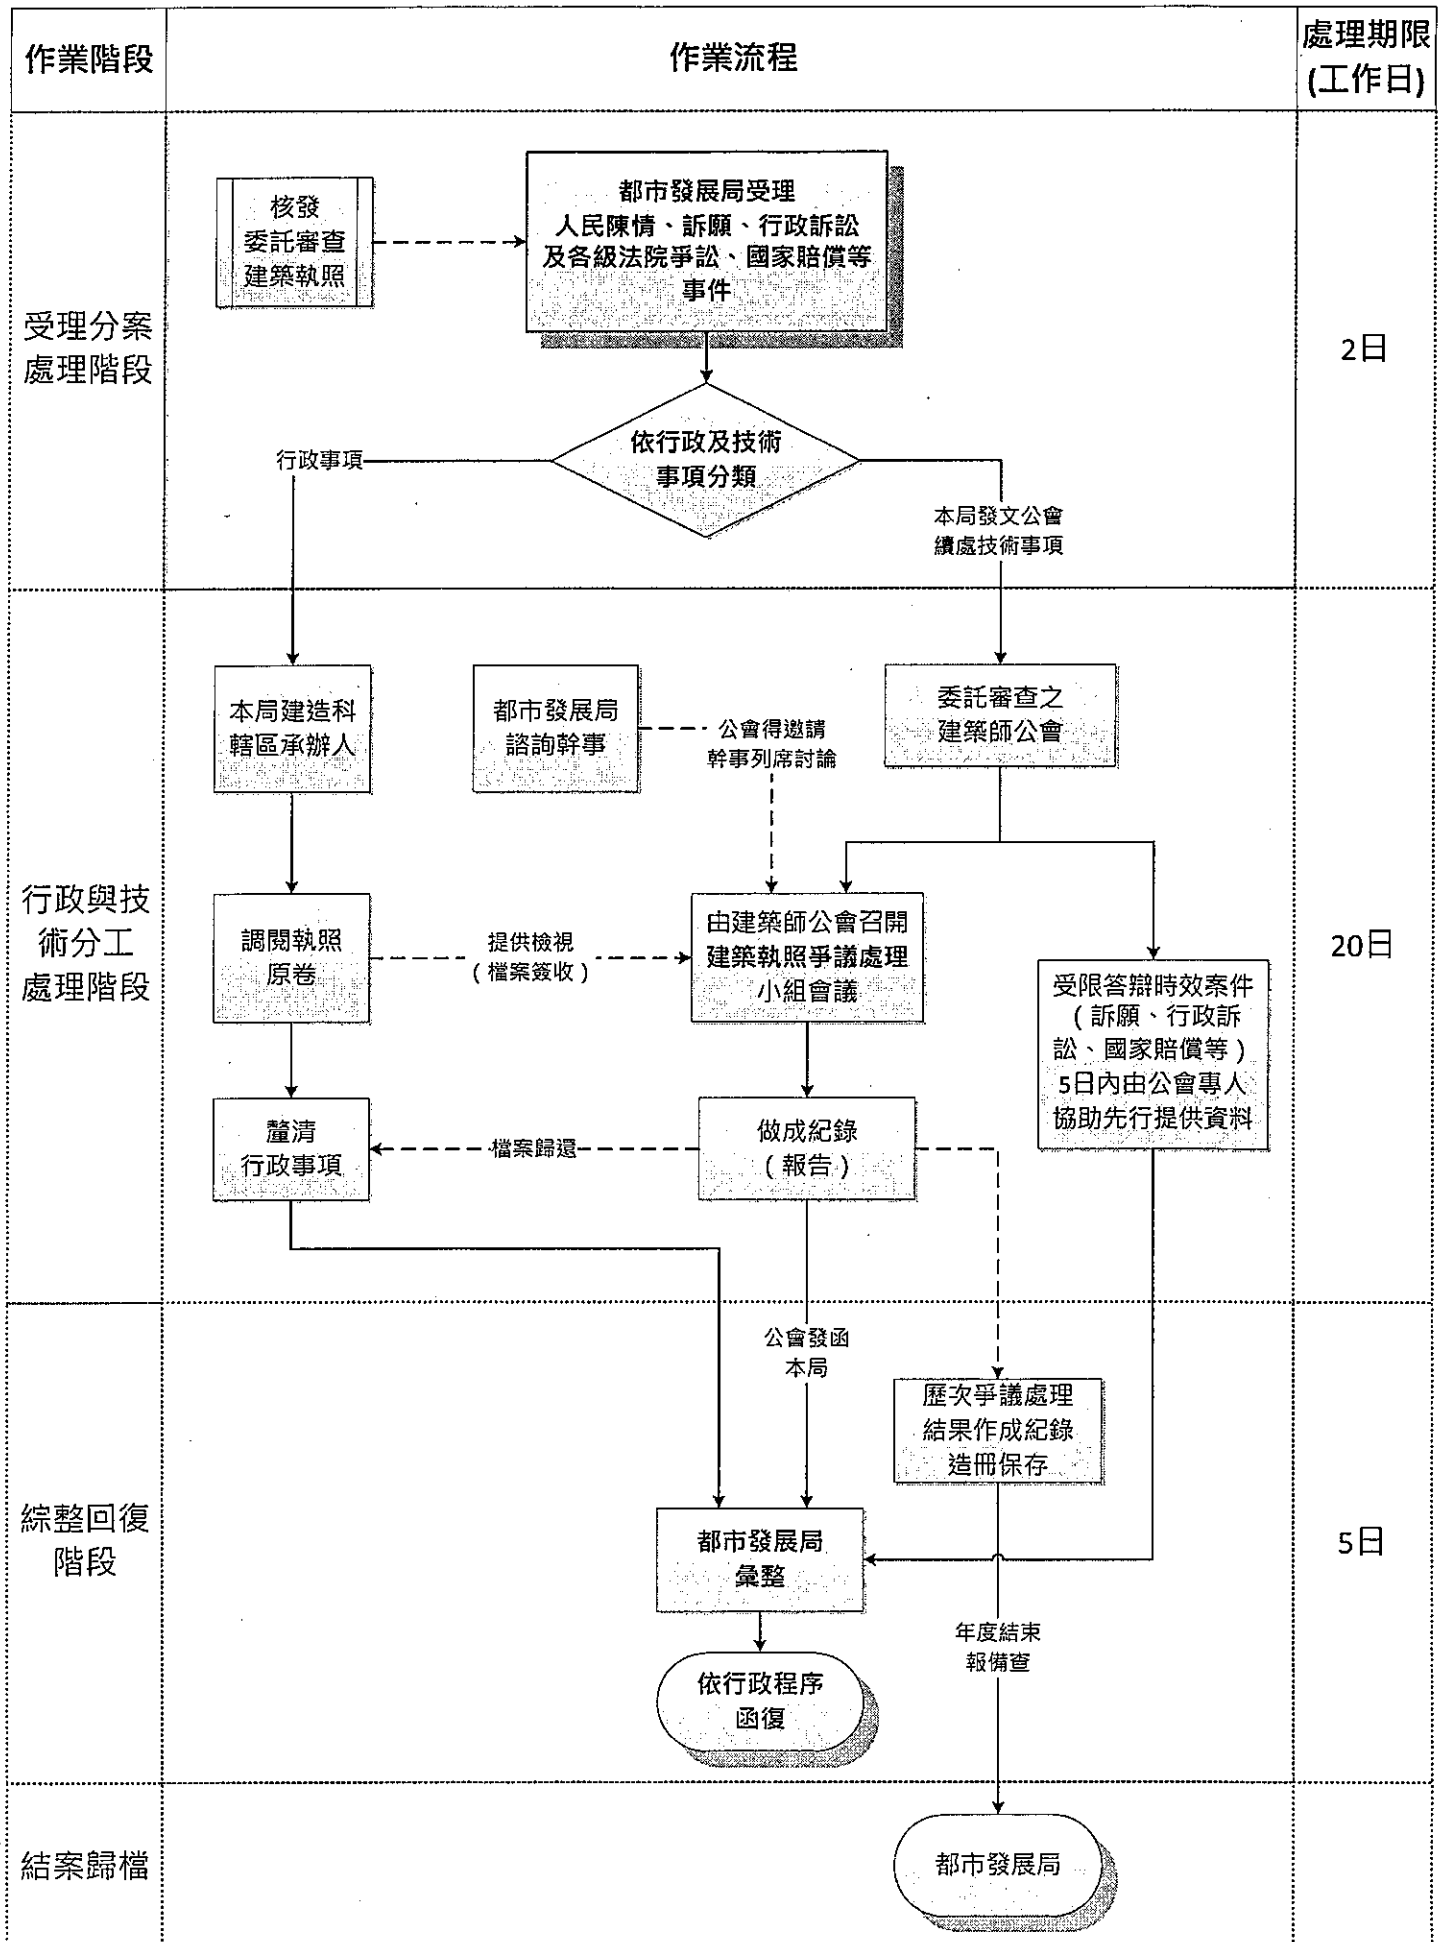 作業階段
作業流程
處理期限
(工作日)
受理分案
處理階段
核發
委託審查
建築執照
都市發展局受理
人民陳情、訴願、行政訴訟
及各級法院爭訟、國家賠償等
事件
2日
依行政及技術
事項分類
行政事項
本局發文公會
續處技術事項
行政與技
術分工
處理階段
本局建造科
轄區承辦人
都市發展局
諮詢幹事
公會得邀請
幹事列席討論
委託審查之
建築師公會
20日
調閱執照
原卷
提供檢視
(檔案簽收)
由建築師公會召開
建築執照爭議處理
小組會議
受限答辯時效案件
(訴願、行政訴
訟、國家賠償等)
5日內由公會專人
協助先行提供資料
釐清
行政事項
檔案歸還
做成紀錄
(報告)
綜整回復
階段
公會發函
本局
歷次爭議處理
結果作成紀錄
造冊保存
5日
都市發展局
彙整
年度結束
報備查
依行政程序
函復
結案歸檔
都市發展局